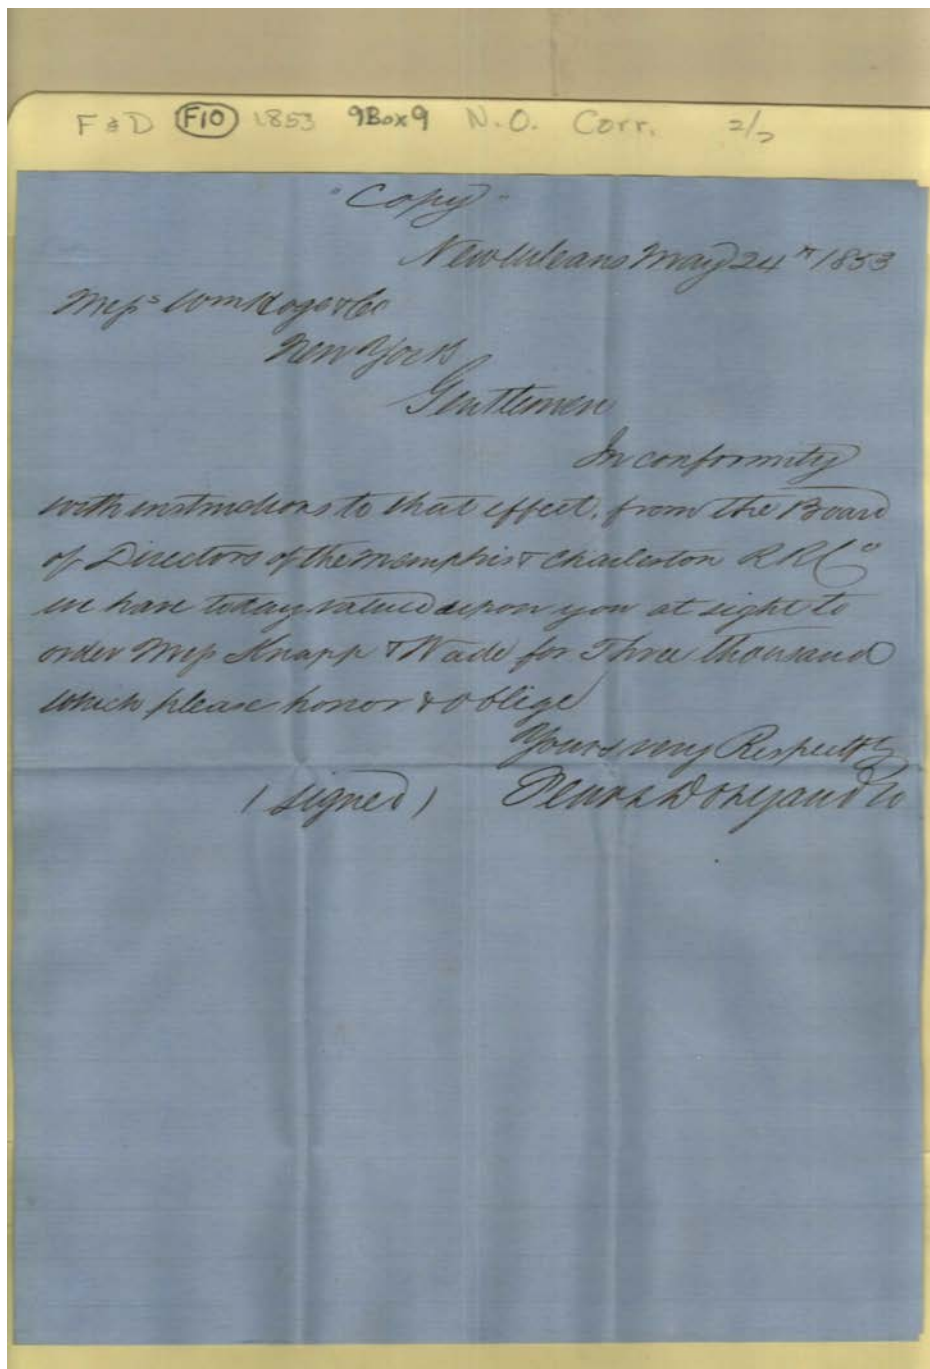 F & D F10 1853 9Box9 N.O. Corr. 2/2
"Copy"
New Orleans May 24th 1853
Messs Wm Hoge & Co
New York
Gentlemen
In conformity
with instructions to that effect, from the Board
of Directors of the Memphis & Charleston RRCo
we have today valued upon you at sight to
order Mess Knapp & Wade for Three thousand
which please honor & oblige
Yours very Respectfy
(signed)